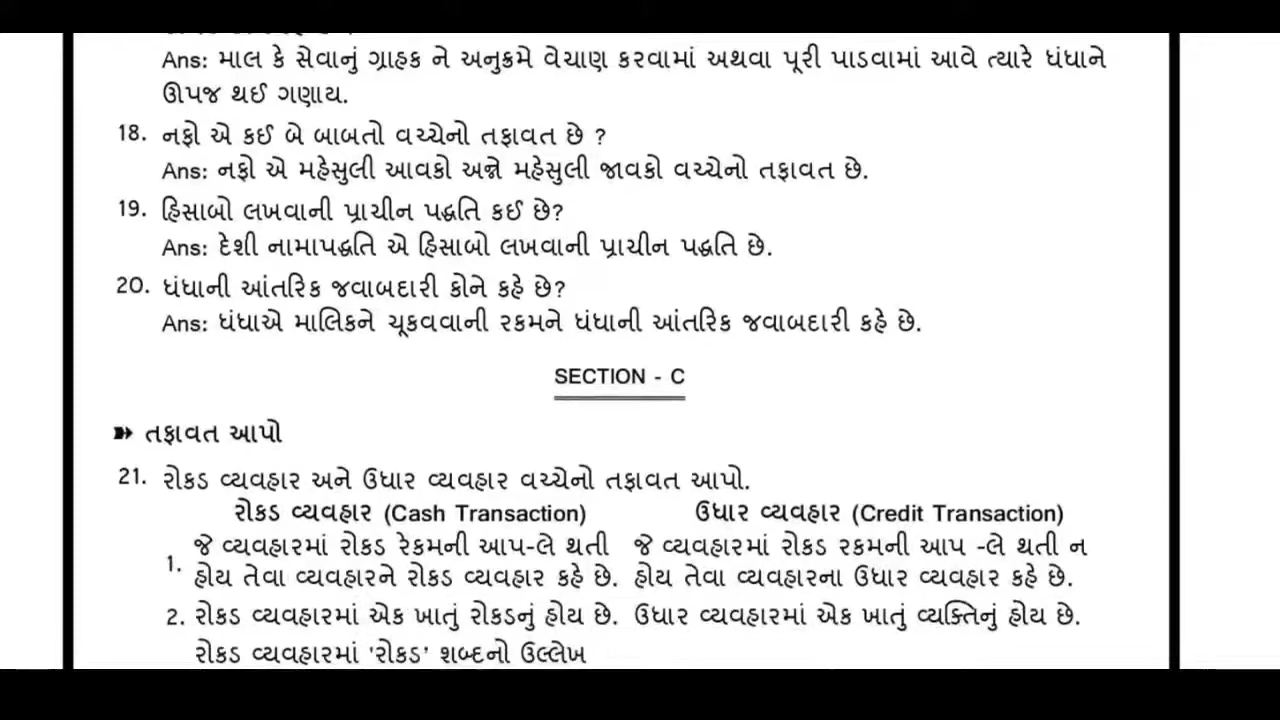 Ans: માલ કે સેવાનું ગ્રાહક ને અનુક્રમે વેચાણ કરવામાં અથવા પૂરી પાડવામાં આવે ત્યારે ધંધાને
ઊપજ થઈ ગણાય.
18. નફો એ કઈ બે બાબતો વચ્ચેનો તફાવત છે ?
Ans: નફો એ મહેસુલી આવકો અન્ને મહેસુલી જાવકો વચ્ચેનો તફાવત છે.
19. હિસાબો લખવાની પ્રાચીન પદ્ધતિ કઈ છે?
Ans: દેશી નામાપદ્ધતિ એ હિસાબો લખવાની પ્રાચીન પદ્ધતિ છે.
20. ધંધાની આંતરિક જવાબદારી કોને કહે છે?
Ans: ધંધાએ માલિકને ચૂકવવાની રકમને ધંધાની આંતરિક જવાબદારી કહે છે.
SECTION - C
તફાવત આપો
21. રોકડ વ્યવહાર અને ઉધાર વ્યવહાર વચ્ચેનો તફાવત આપો.
રોકડ વ્યવહાર (Cash Transaction) ઉધાર વ્યવહાર (Credit Transaction)
1. જે વ્યવહારમાં રોકડ રેકમની આપ-લે થતી જે વ્યવહારમાં રોકડ રકમની આપ -લે થતી ન
હોય તેવા વ્યવહારને રોકડ વ્યવહાર કહે છે. હોય તેવા વ્યવહારના ઉધાર વ્યવહાર કહે છે.
2. રોકડ વ્યવહારમાં એક ખાતું રોકડનું હોય છે. ઉધાર વ્યવહારમાં એક ખાતું વ્યક્તિનું હોય છે.
રોકડ વ્યવહારમાં 'રોકડ' શબ્દનો ઉલ્લેખ